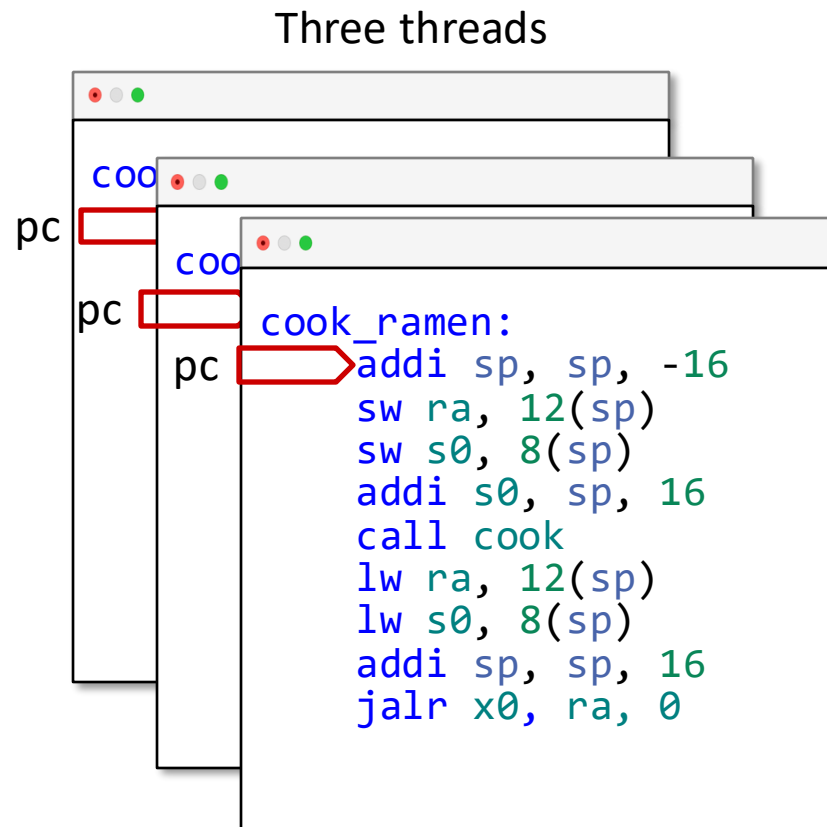 Three threads
coo
pc
coo
pc
cook_ramen:
pc
addi sp, sp, -16
sw ra, 12(sp)
sw s0, 8(sp)
addi s0, sp, 16
call cook
lw ra, 12(sp)
lw s0, 8(sp)
addi sp, sp, 16
jalr x0, ra, 0